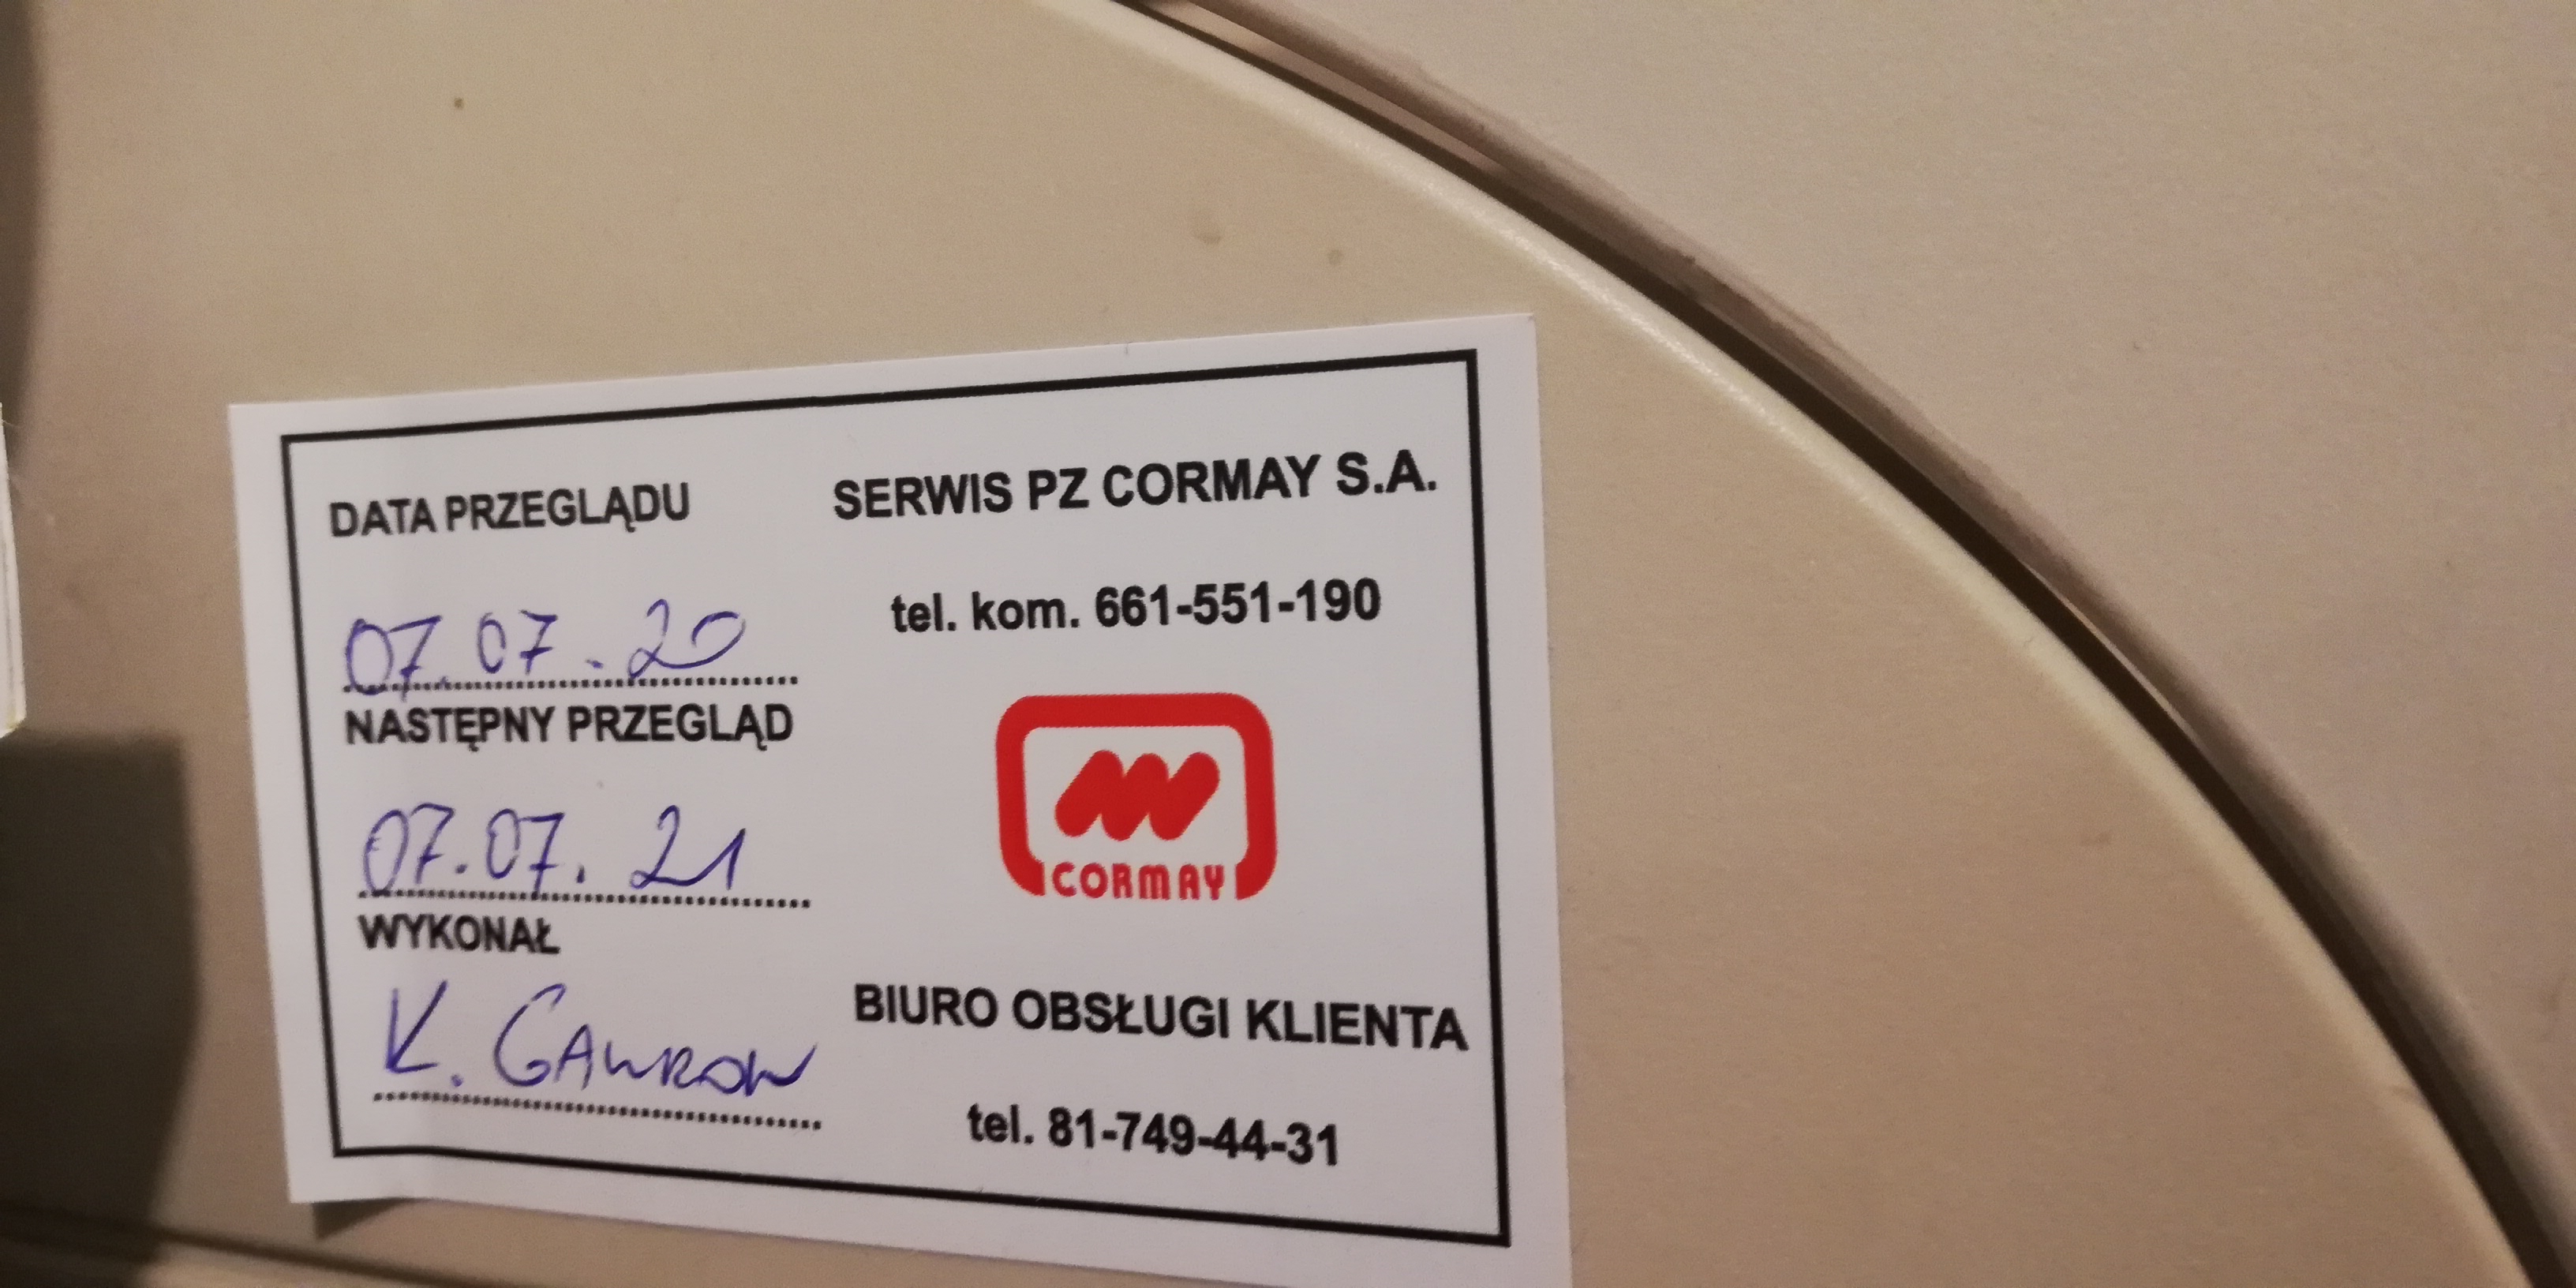 DATA PRZEGLĄDU
07.07.20
NASTĘPNY PRZEGLĄD
07.07.21
WYKONAŁ
K. GAWRON
SERWIS PZ CORMAY S.A.
tel. kom. 661-551-190
CORMAY
BIURO OBSŁUGI KLIENTA
tel. 81-749-44-31